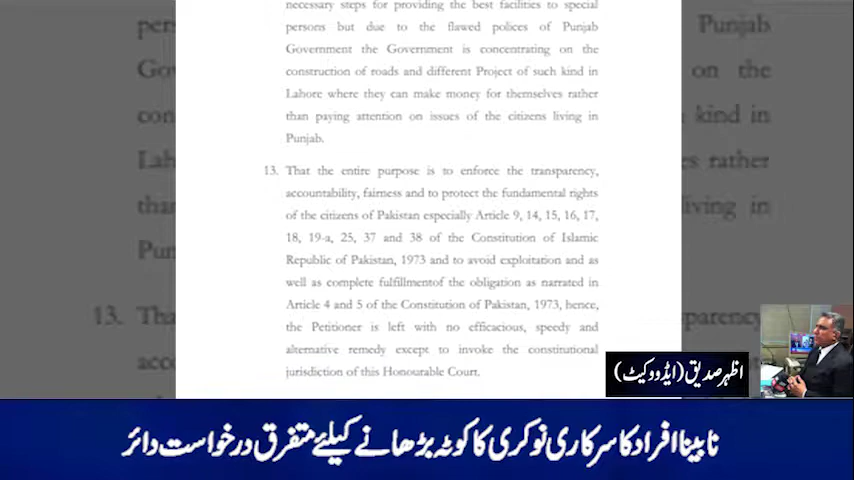 necessary steps for providing the best facilities to special
persons but due to the flawed polices of Punjab
Government the Government is concentrating on the
construction of roads and different Project of such kind in
Lahore where they can make money for themselves rather
than paying attention on issues of the citizens living in
Punjab.
13. That the entire purpose is to enforce the transparency,
accountability, fairness and to protect the fundamental rights
of the citizens of Pakistan especially Article 9, 14, 15, 16, 17,
18, 19-a, 25, 37 and 38 of the Constitution of Islamic
Republic of Pakistan, 1973 and to avoid exploitation and as
well as complete fulfillmentof the obligation as narrated in
Article 4 and 5 of the Constitution of Pakistan, 1973, hence,
the Petitioner is left with no efficacious, speedy and
alternative remedy except to invoke the constitutional
jurisdiction of this Honourable Court.
اظہر صدیق (ایڈووکیٹ)
نابینا افراد کا سرکاری نوکری کا کوٹہ بڑھانے کیلئے متفرق درخواست دائر